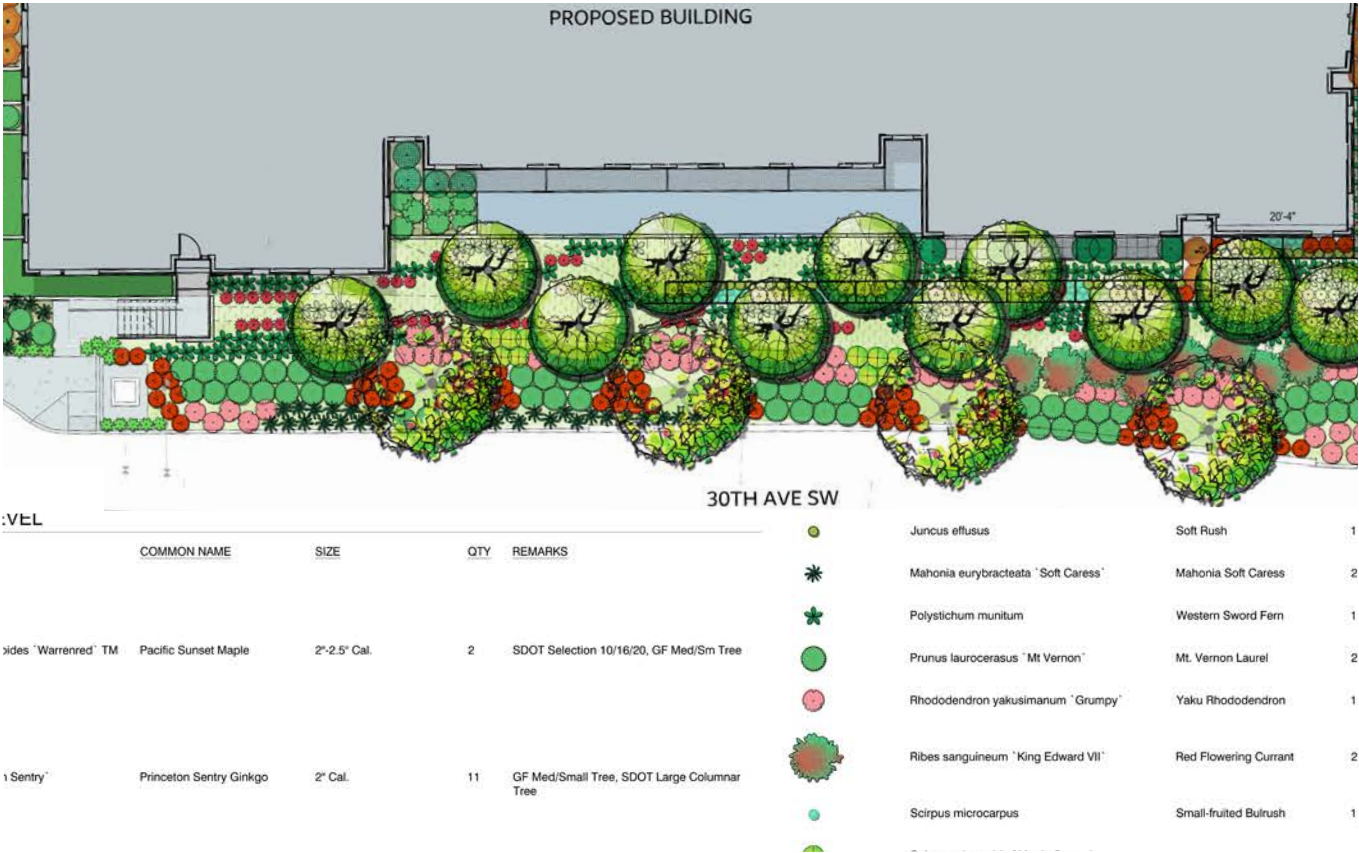 PROPOSED BUILDING
20'-4"
30TH AVE SW
EVEL
COMMON NAME SIZE QTY REMARKS
oides `Warrenred` TM Pacific Sunset Maple 2"-2.5" Cal. 2 SDOT Selection 10/16/20, GF Med/Sm Tree
n Sentry` Princeton Sentry Ginkgo 2" Cal. 11 GF Med/Small Tree, SDOT Large Columnar
Tree
Juncus effusus Soft Rush 1
Mahonia eurybracteata `Soft Caress` Mahonia Soft Caress 2
Polystichum munitum Western Sword Fern 1
Prunus laurocerasus `Mt Vernon` Mt. Vernon Laurel 2
Rhododendron yakusimanum `Grumpy` Yaku Rhododendron 1
Ribes sanguineum `King Edward VII` Red Flowering Currant 2
Scirpus microcarpus Small-fruited Bulrush 1